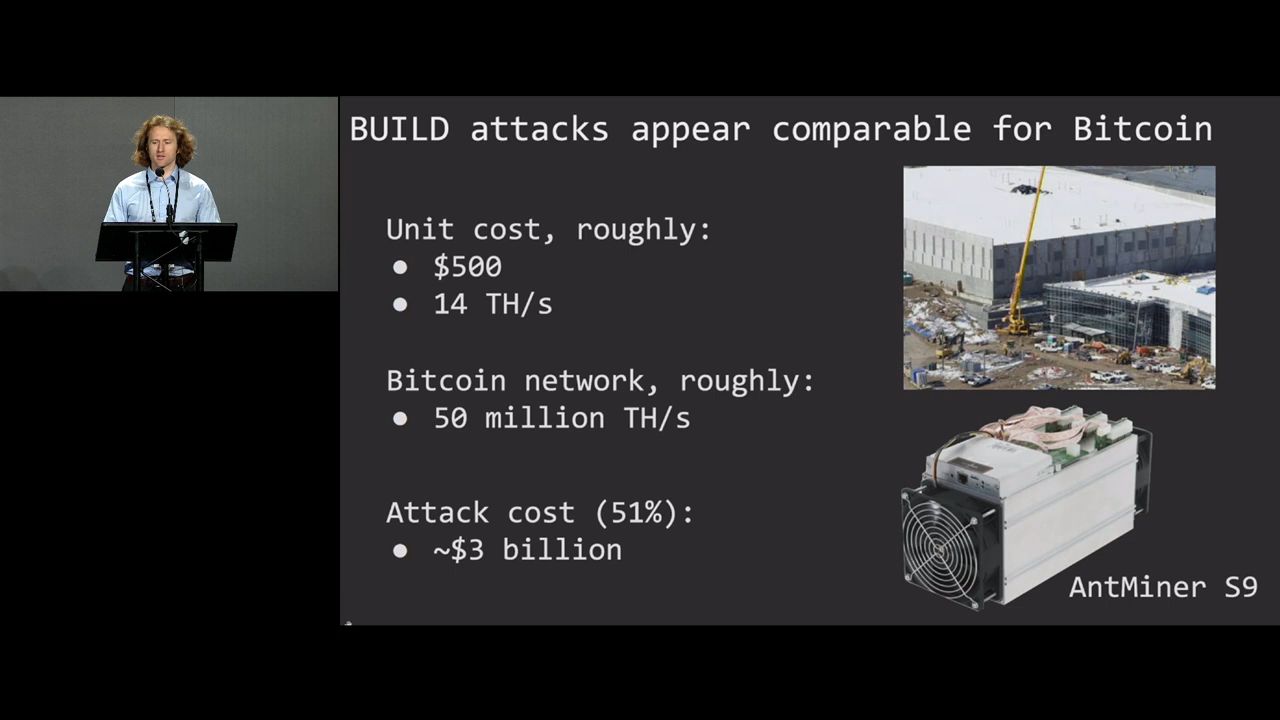 BUILD attacks appear comparable for Bitcoin
Unit cost, roughly:
● $500
● 14 TH/s
Bitcoin network, roughly:
● 50 million TH/s
Attack cost (51%):
● ~$3 billion
AntMiner S9